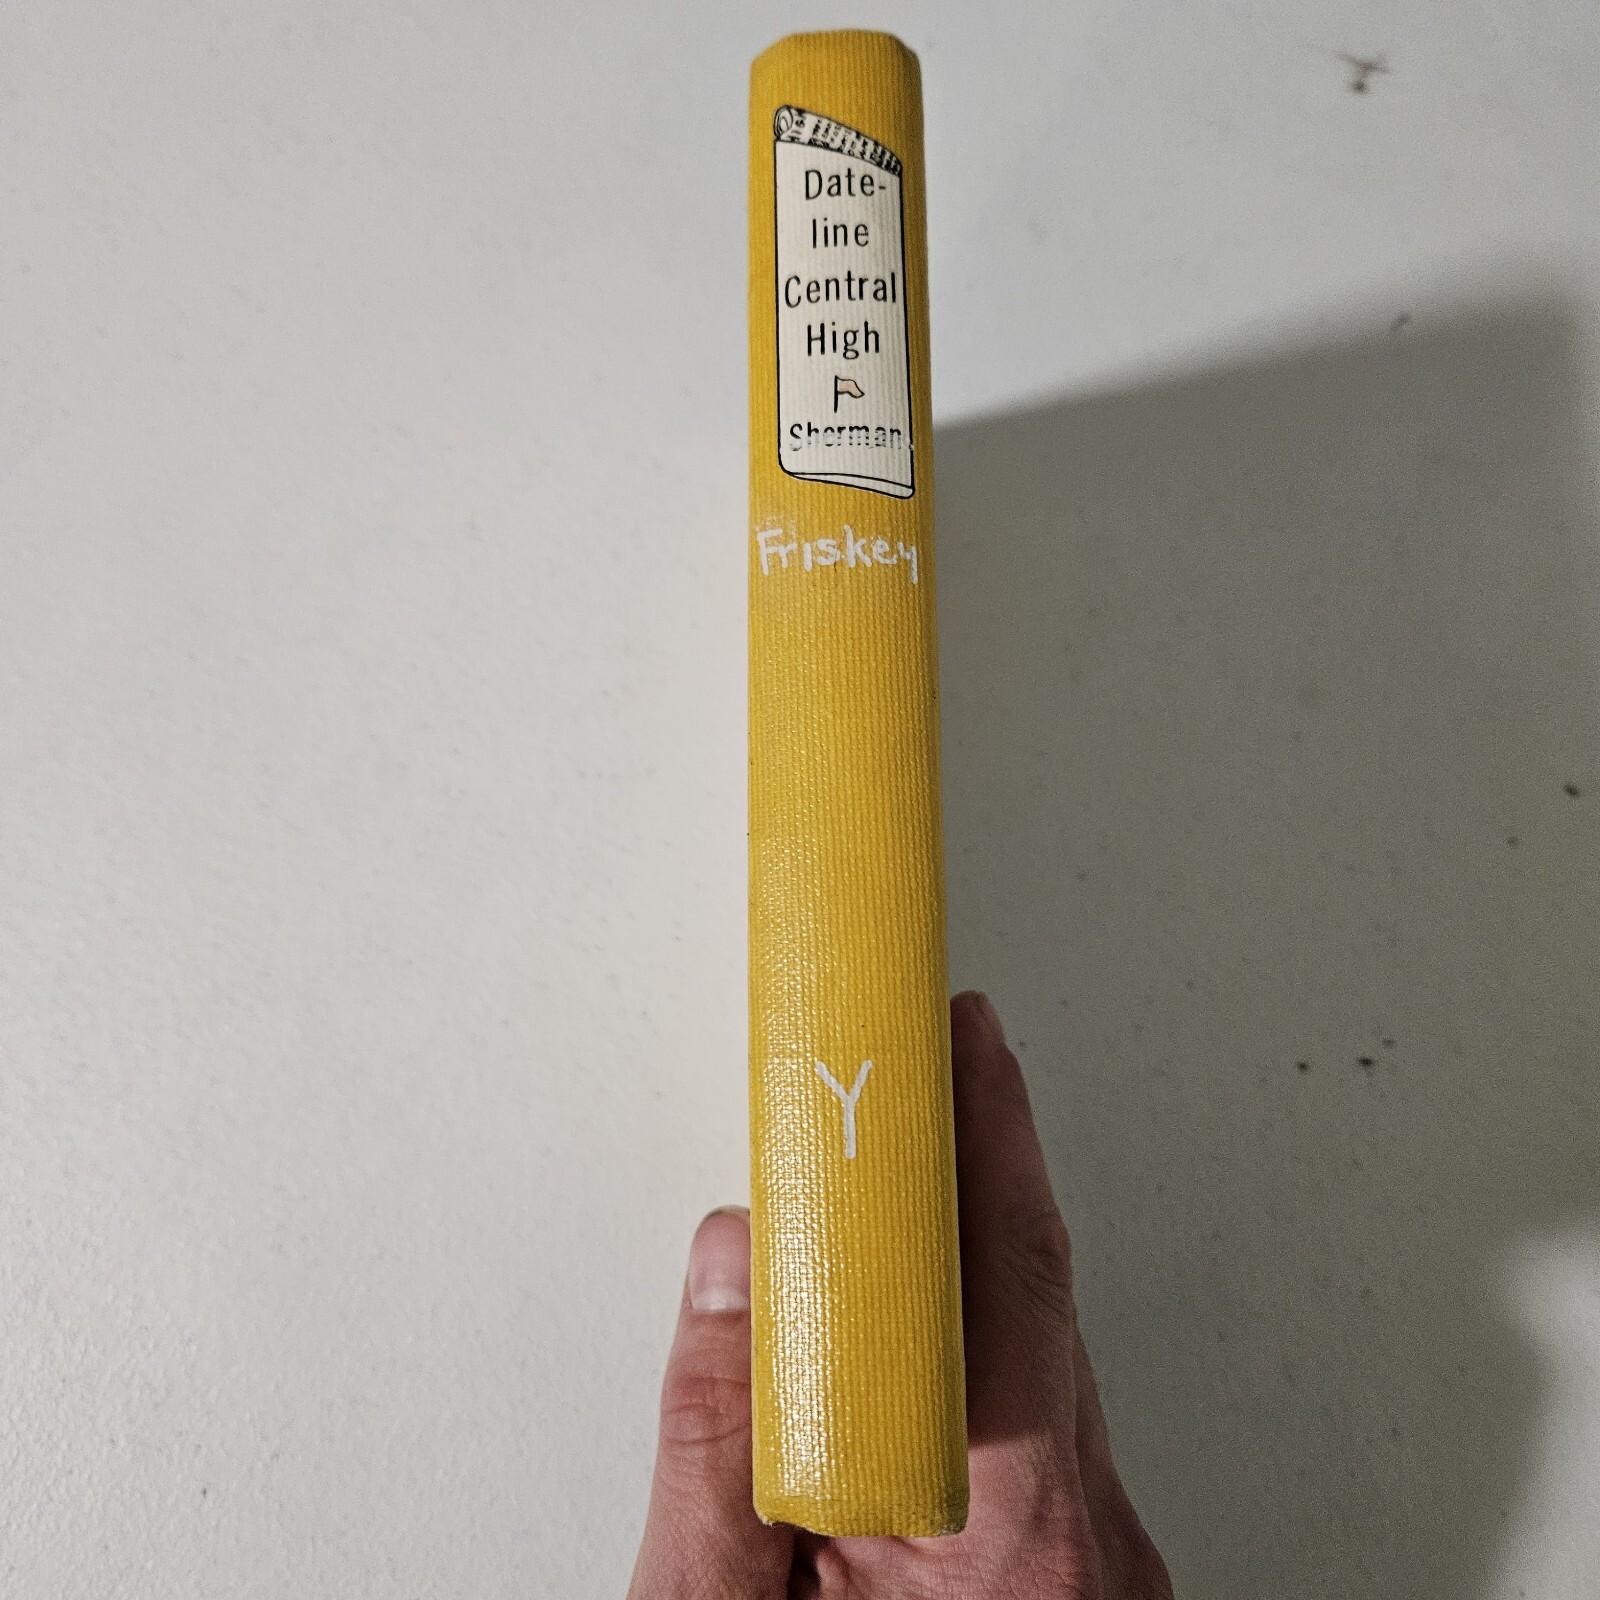 Date-
line
Central
High
Sherman
Friskey
Y